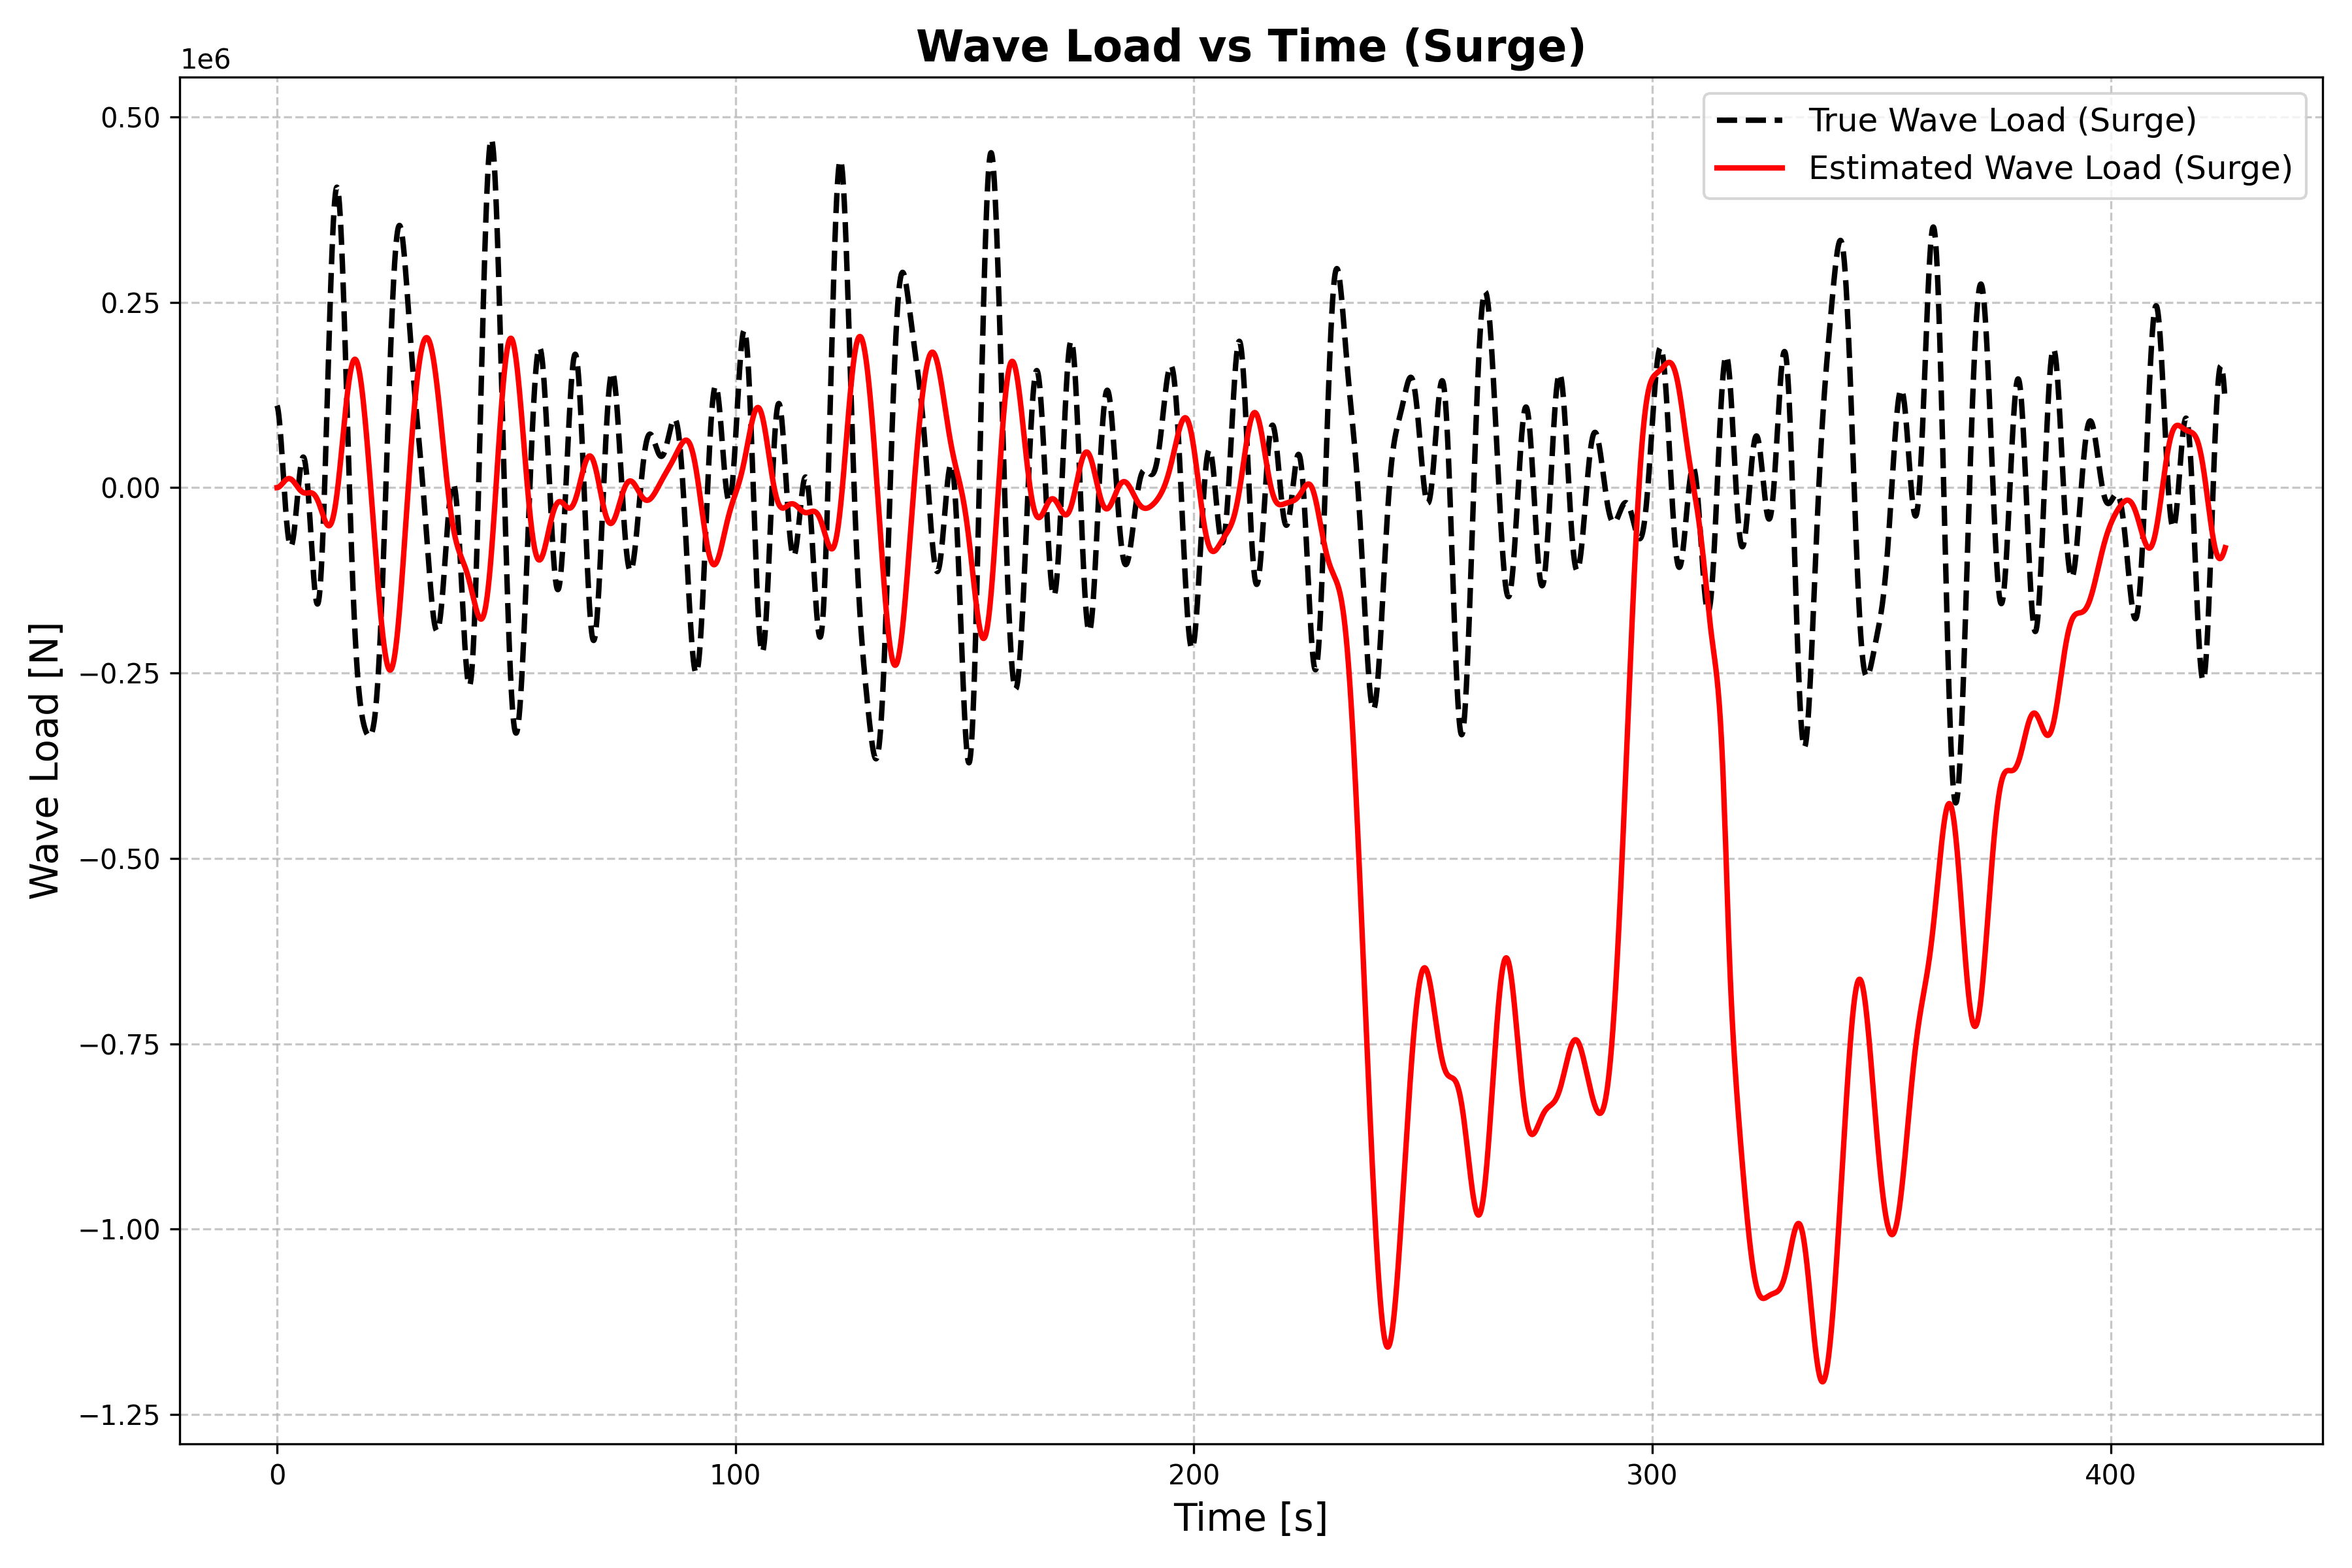 Wave Load vs Time (Surge)
1e6
True Wave Load (Surge)
Estimated Wave Load (Surge)
Wave Load [N]
0.50
0.25
0.00
−0.25
−0.50
−0.75
−1.00
−1.25
0 100 200 300 400
Time [s]